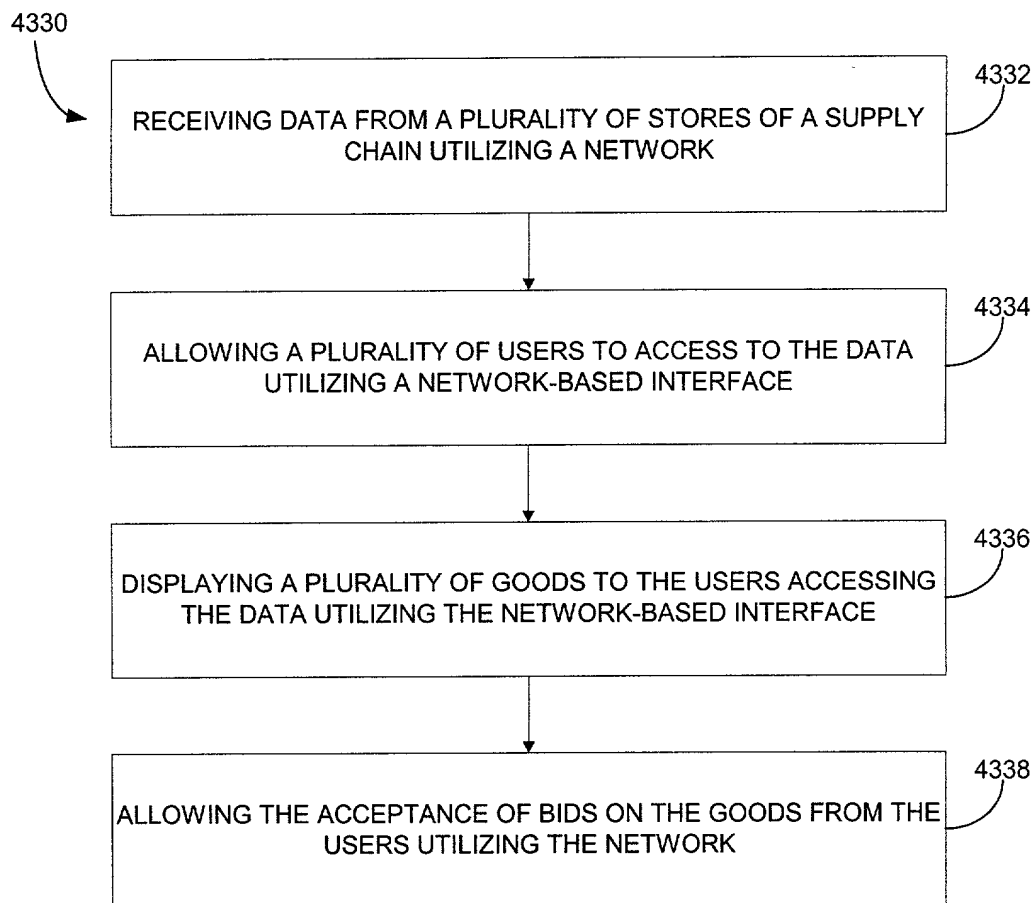 4330
4332
RECEIVING DATA FROM A PLURALITY OF STORES OF A SUPPLY
CHAIN UTILIZING A NETWORK
4334
ALLOWING A PLURALITY OF USERS TO ACCESS TO THE DATA
UTILIZING A NETWORK-BASED INTERFACE
4336
DISPLAYING A PLURALITY OF GOODS TO THE USERS ACCESSING
THE DATA UTILIZING THE NETWORK-BASED INTERFACE
4338
ALLOWING THE ACCEPTANCE OF BIDS ON THE GOODS FROM THE
USERS UTILIZING THE NETWORK